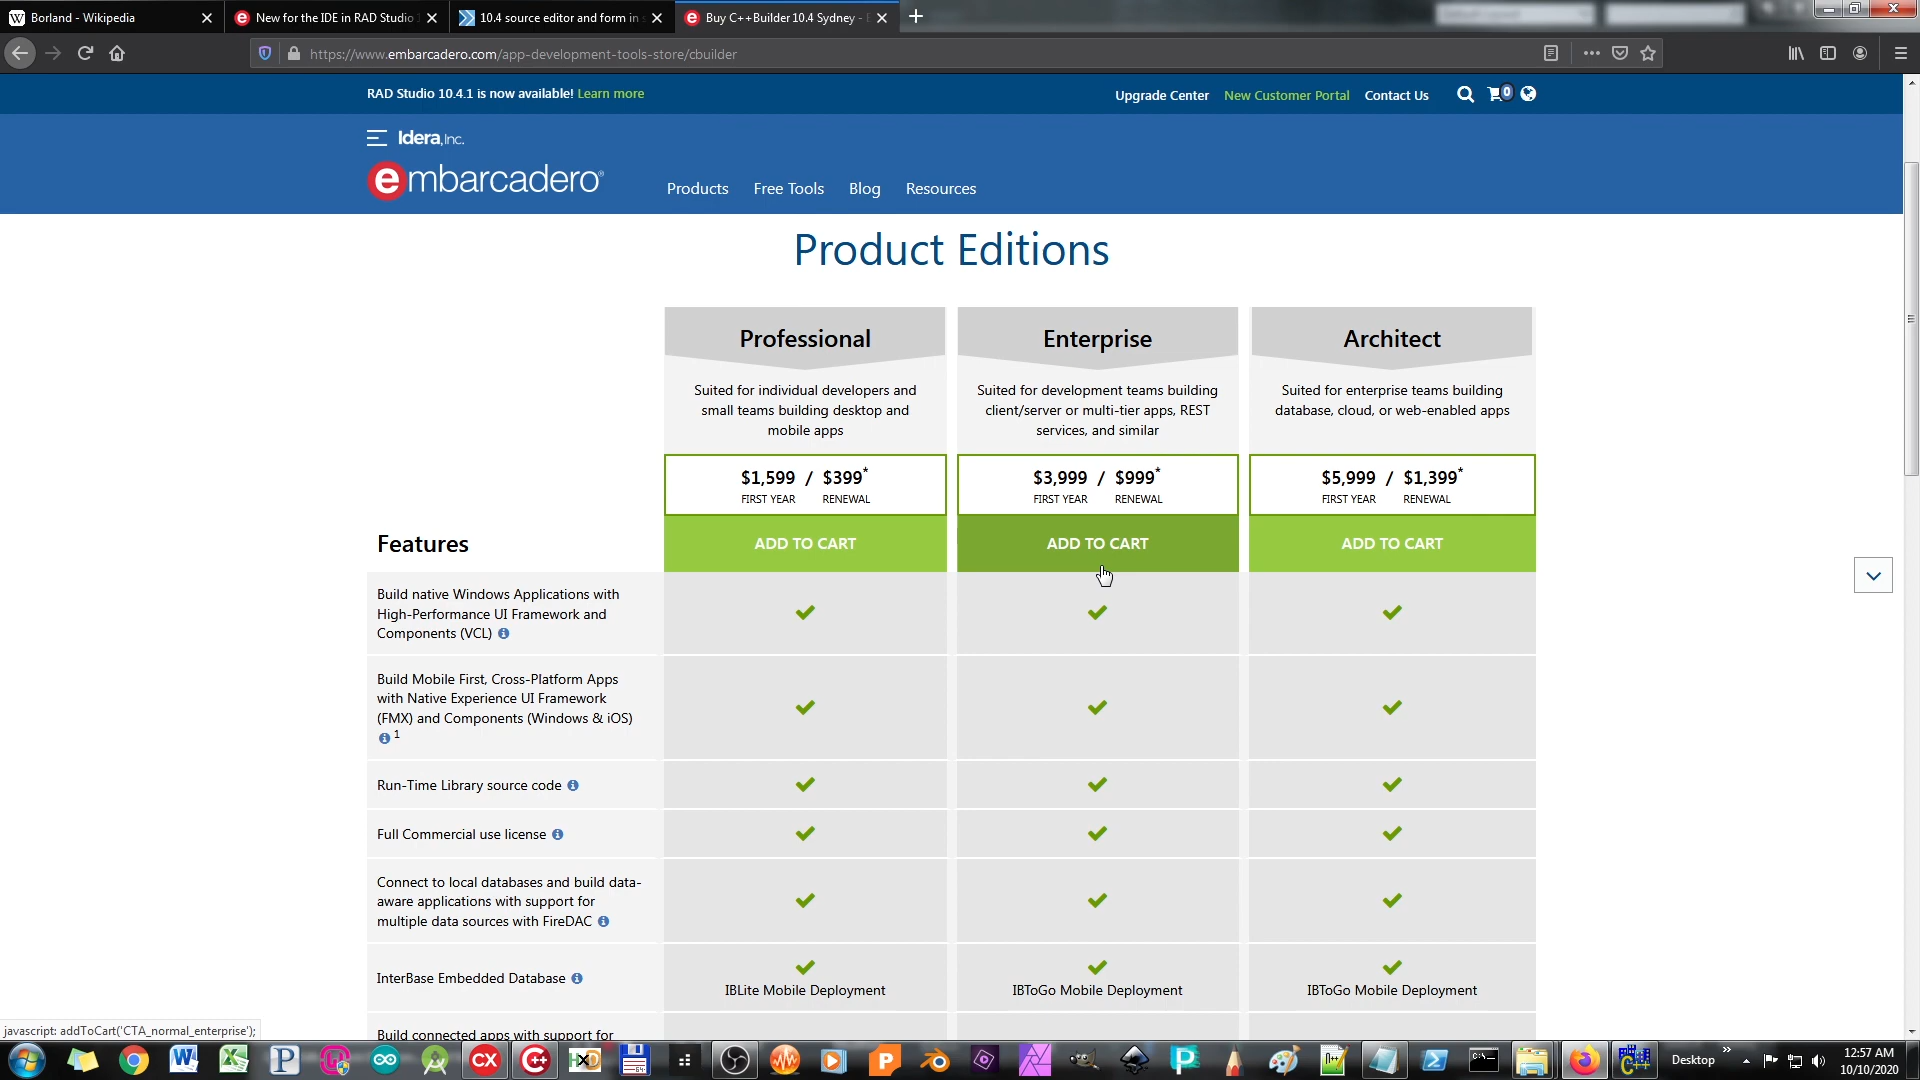 Borland - Wikipedia
New for the IDE in RAD Studio
10.4 source editor and form in
Buy C++Builder 10.4 Sydney -
https://www.embarcadero.com/app-development-tools-store/cbuilder
RAD Studio 10.4.1 is now available! Learn more
Upgrade Center
New Customer Portal
Contact Us
0
Idera, Inc.
embarcadero®
Products
Free Tools
Blog
Resources
Product Editions
Professional
Enterprise
Architect
Suited for individual developers and
small teams building desktop and
mobile apps
Suited for development teams building
client/server or multi-tier apps, REST
services, and similar
Suited for enterprise teams building
database, cloud, or web-enabled apps
$1,599 / $399*
FIRST YEAR RENEWAL
$3,999 / $999*
FIRST YEAR RENEWAL
$5,999 / $1,399*
FIRST YEAR RENEWAL
Features
ADD TO CART
ADD TO CART
ADD TO CART
Build native Windows Applications with
High-Performance UI Framework and
Components (VCL)
Build Mobile First, Cross-Platform Apps
with Native Experience UI Framework
(FMX) and Components (Windows & iOS)
1
Run-Time Library source code
Full Commercial use license
Connect to local databases and build data-
aware applications with support for
multiple data sources with FireDAC
InterBase Embedded Database
IBLite Mobile Deployment
IBToGo Mobile Deployment
IBToGo Mobile Deployment
Build connected apps with support for
javascript: addToCart('CTA_normal_enterprise');
Desktop
12:57 AM
10/10/2020